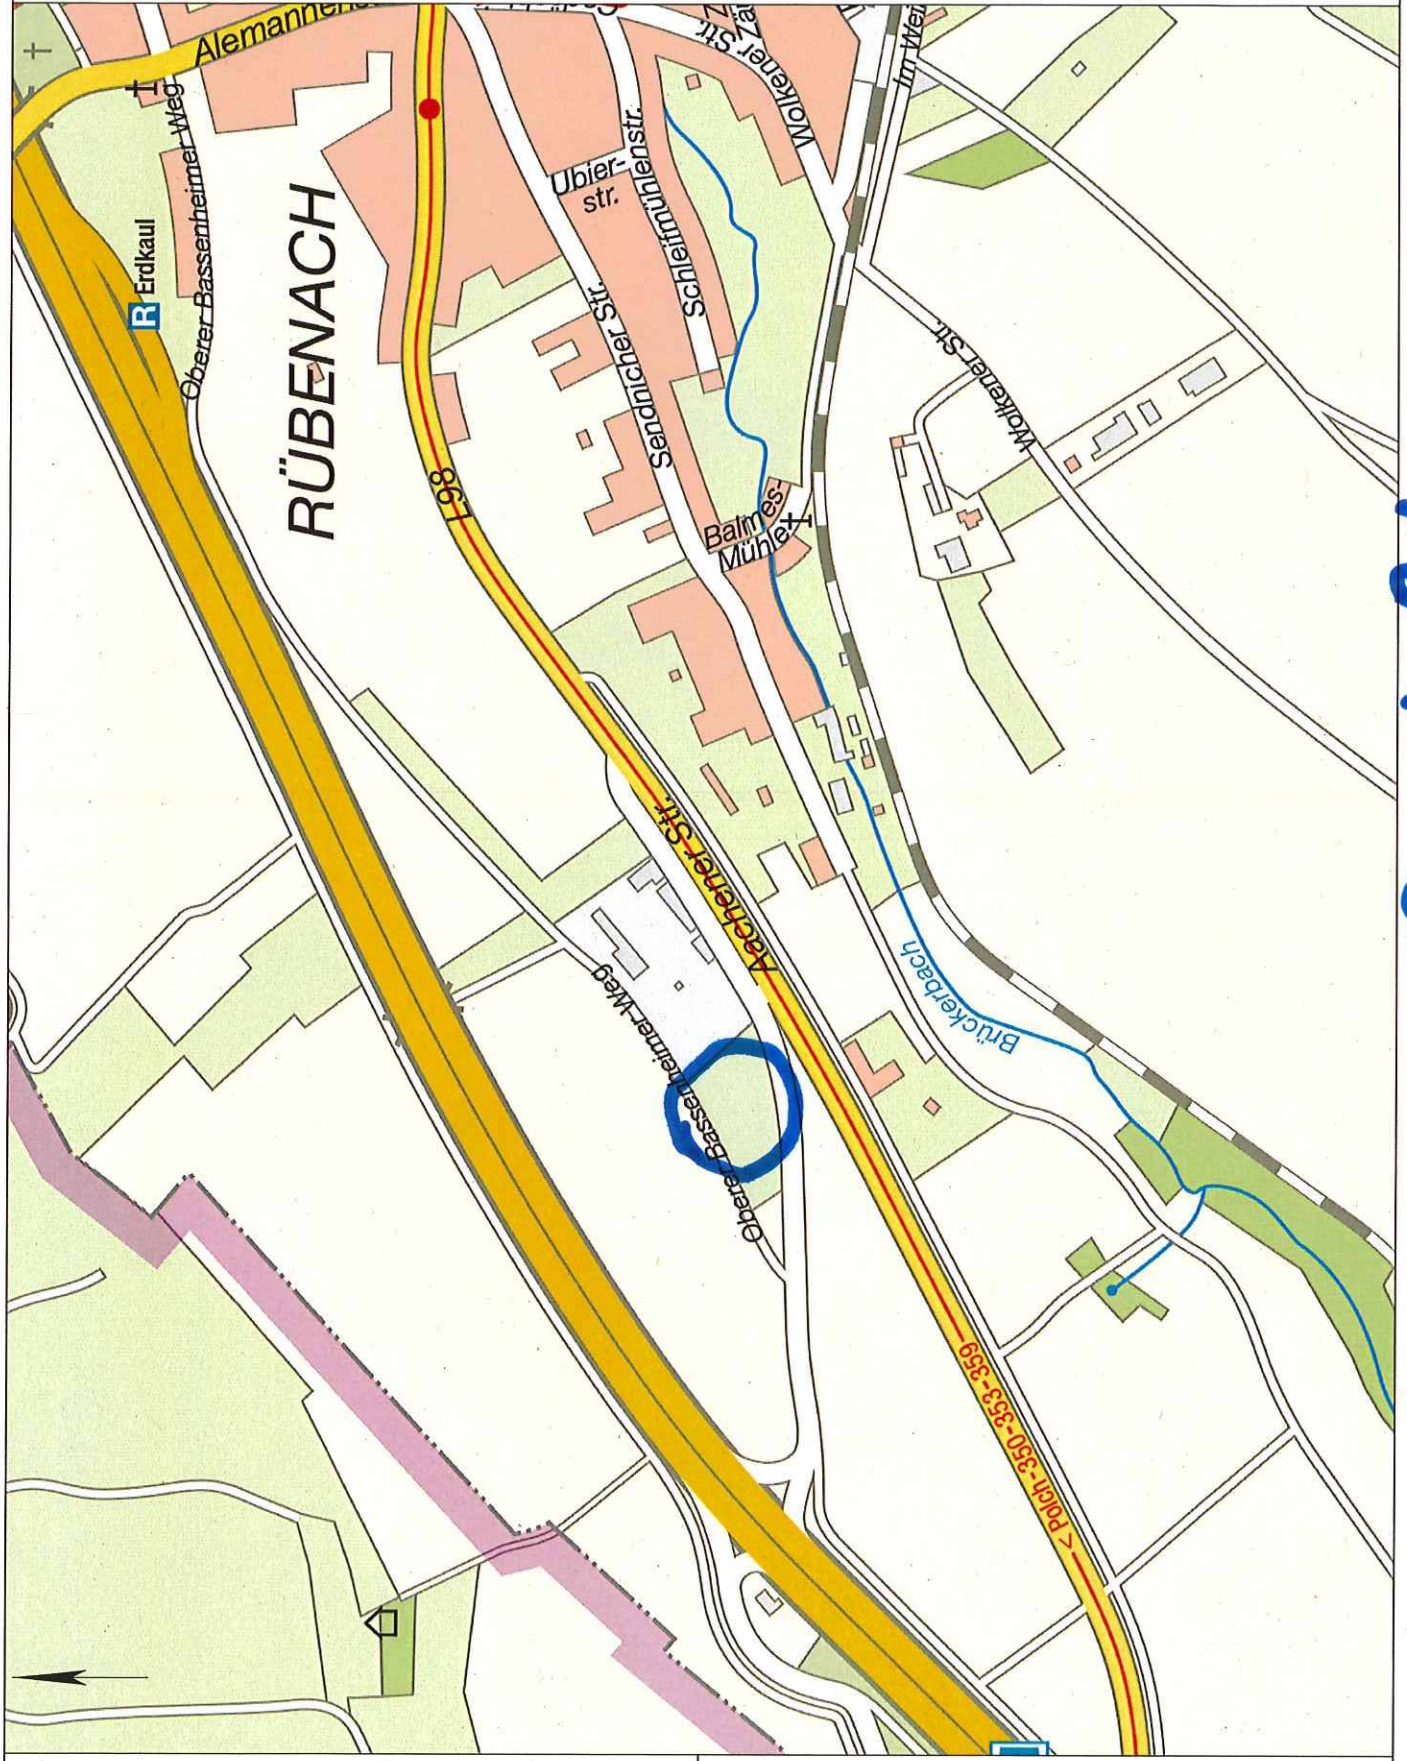 Alemannen
Oberer Bassenheimer Weg
R Erdkaul
RÜBENACH
L 98
Ubier-
str.
Schleifmühlenstr.
Sendnicher Str.
Wolkener Str.
Im Wei
Balmes-
Mühle
Wolkener Str.
Aachener Str.
Oberer Bassenheimer Weg
Brückerbach
< Polch - 350 - 353 - 359